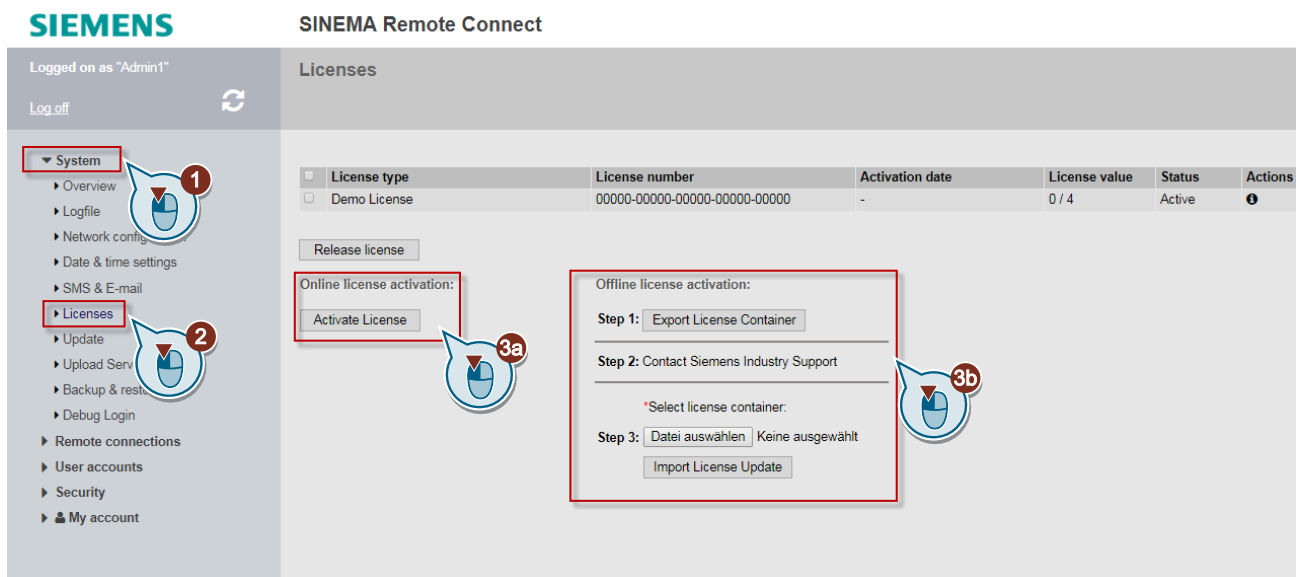 SIEMENS
SINEMA Remote Connect
Logged on as "Admin1"
Log off
Licenses
System
1
Overview
Logfile
Network config
Date & time settings
SMS & E-mail
Licenses
2
Update
Upload Serv
Backup & rest
Debug Login
Remote connections
User accounts
Security
My account
License type License number Activation date License value Status Actions
Demo License 00000-00000-00000-00000-00000 - 0 / 4 Active
Release license
Online license activation:
Activate License
3a
Offline license activation:
Step 1: Export License Container
Step 2: Contact Siemens Industry Support
3b
*Select license container:
Step 3: Datei auswählen Keine ausgewählt
Import License Update